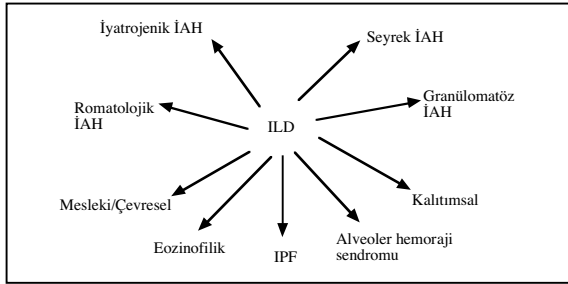 İyatrojenik İAH
Seyrek İAH
Romatolojik
İAH
Granülomatöz
İAH
ILD
Mesleki/Çevresel
Kalıtımsal
Eozinofilik
IPF
Alveoler hemoraji
sendromu